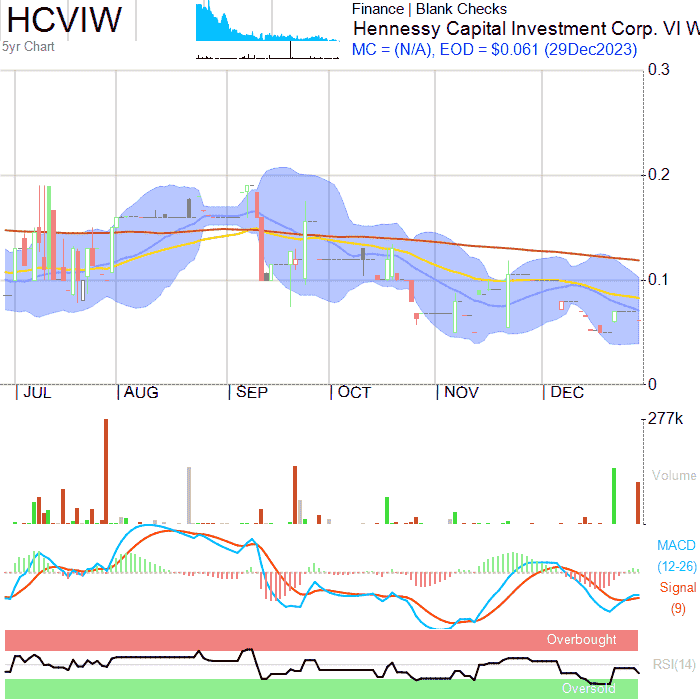 HCVIW
5yr Chart
Finance | Blank Checks
Hennessy Capital Investment Corp. VI W
MC = (N/A), EOD = $0.061 (29Dec2023)
0.3
0.2
0.1
0
JUL AUG SEP OCT NOV DEC
277k
Volume
MACD
(12-26)
Signal
(9)
Overbought
RSI(14)
Oversold